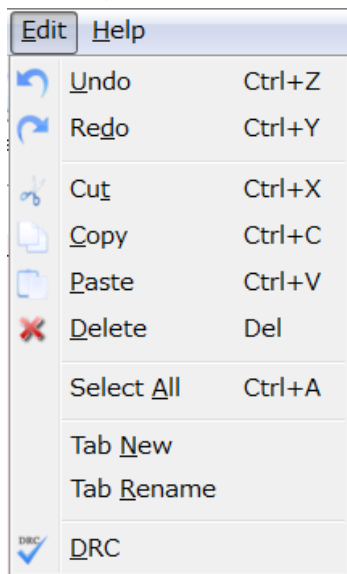 Edit Help
Undo Ctrl+Z
Redo Ctrl+Y
Cut Ctrl+X
Copy Ctrl+C
Paste Ctrl+V
Delete Del
Select All Ctrl+A
Tab New
Tab Rename
DRC DRC